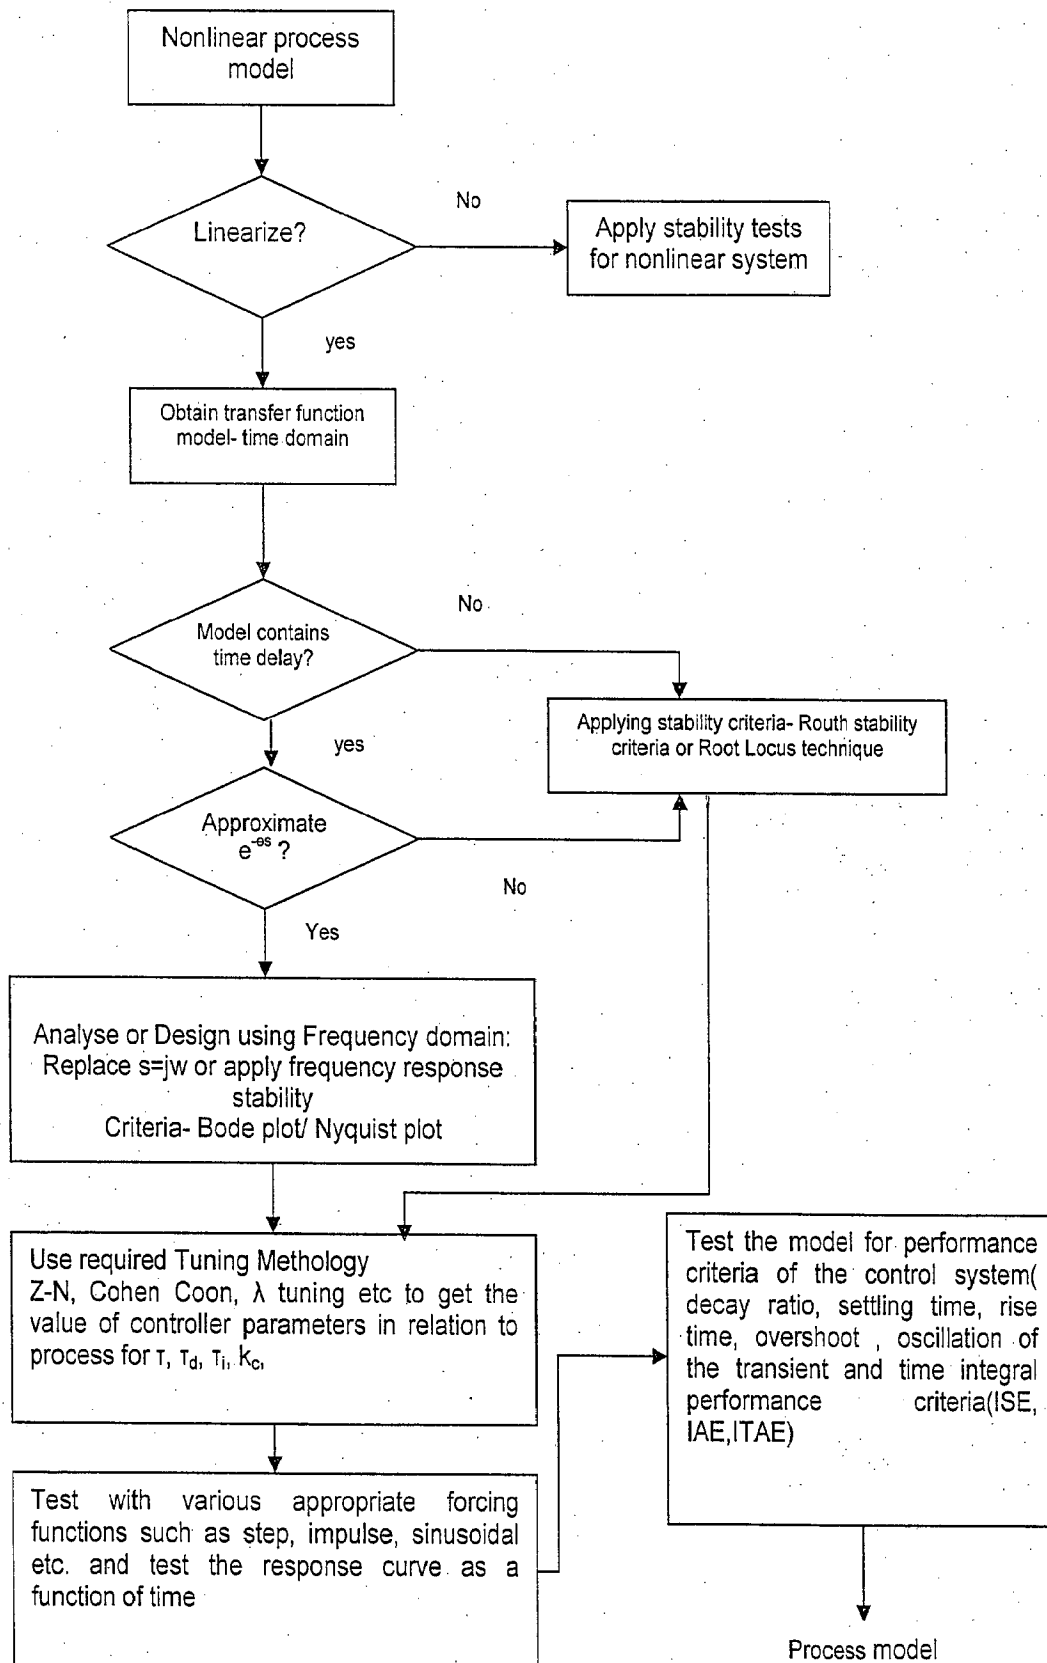 Nonlinear process
model
Linearize?
No
Apply stability tests
for nonlinear system
yes
Obtain transfer function
model- time domain
Model contains
time delay?
No
Applying stability criteria- Routh stability
criteria or Root Locus technique
yes
Approximate
e^-θs ?
No
Yes
Analyse or Design using Frequency domain:
Replace s=jw or apply frequency response
stability
Criteria- Bode plot/ Nyquist plot
Use required Tuning Methology
Z-N, Cohen Coon, λ tuning etc to get the
value of controller parameters in relation to
process for τ, τd, τi, kc,
Test the model for performance
criteria of the control system(
decay ratio, settling time, rise
time, overshoot , oscillation of
the transient and time integral
performance criteria(ISE,
IAE,ITAE)
Test with various appropriate forcing
functions such as step, impulse, sinusoidal
etc. and test the response curve as a
function of time
Process model